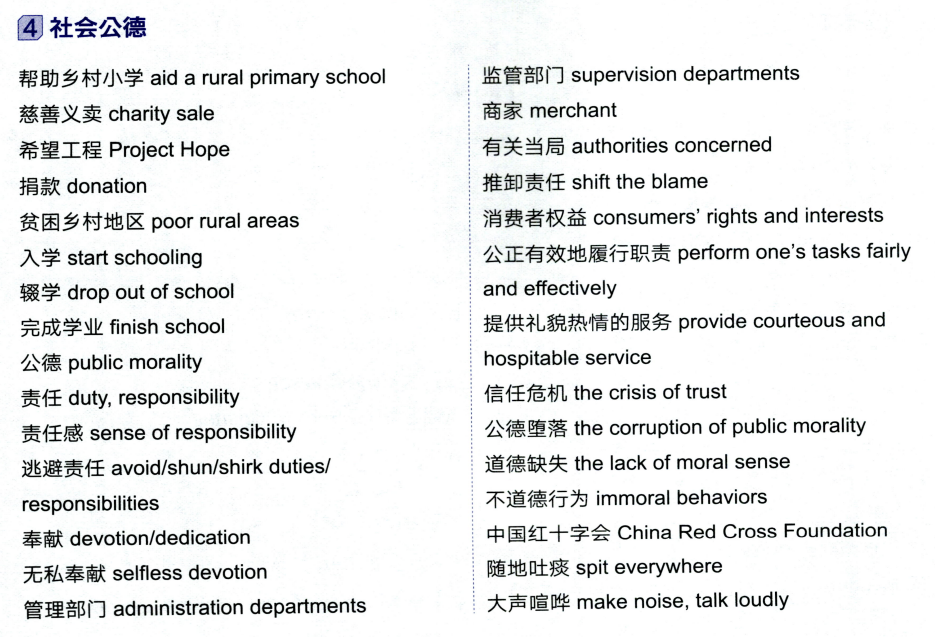 4 社会公德
帮助乡村小学 aid a rural primary school
慈善义卖 charity sale
希望工程 Project Hope
捐款 donation
贫困乡村地区 poor rural areas
入学 start schooling
辍学 drop out of school
完成学业 finish school
公德 public morality
责任 duty, responsibility
责任感 sense of responsibility
逃避责任 avoid/shun/shirk duties/
responsibilities
奉献 devotion/dedication
无私奉献 selfless devotion
管理部门 administration departments
监管部门 supervision departments
商家 merchant
有关当局 authorities concerned
推卸责任 shift the blame
消费者权益 consumers’ rights and interests
公正有效地履行职责 perform one’s tasks fairly
and effectively
提供礼貌热情的服务 provide courteous and
hospitable service
信任危机 the crisis of trust
公德堕落 the corruption of public morality
道德缺失 the lack of moral sense
不道德行为 immoral behaviors
中国红十字会 China Red Cross Foundation
随地吐痰 spit everywhere
大声喧哗 make noise, talk loudly